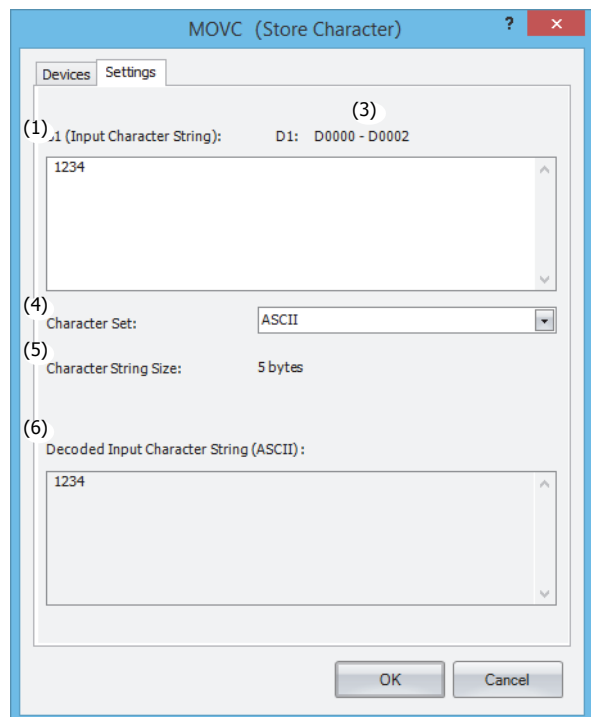 MOVC (Store Character)
? ×
Devices Settings
(3)
(1) 1 (Input Character String): D1: D0000 - D0002
1234
(4)
Character Set: ASCII
(5)
Character String Size: 5 bytes
(6)
Decoded Input Character String (ASCII) :
1234
OK Cancel